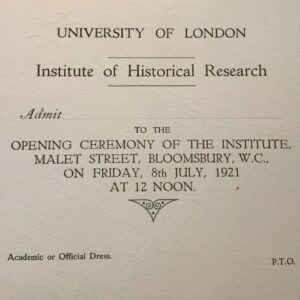 UNIVERSITY OF LONDON
Institute of Historical Research
Admit
TO THE
OPENING CEREMONY OF THE INSTITUTE,
MALET STREET, BLOOMSBURY, W.C.,
ON FRIDAY, 8th JULY, 1921
AT 12 NOON.
Academic or Official Dress. P.T.O.